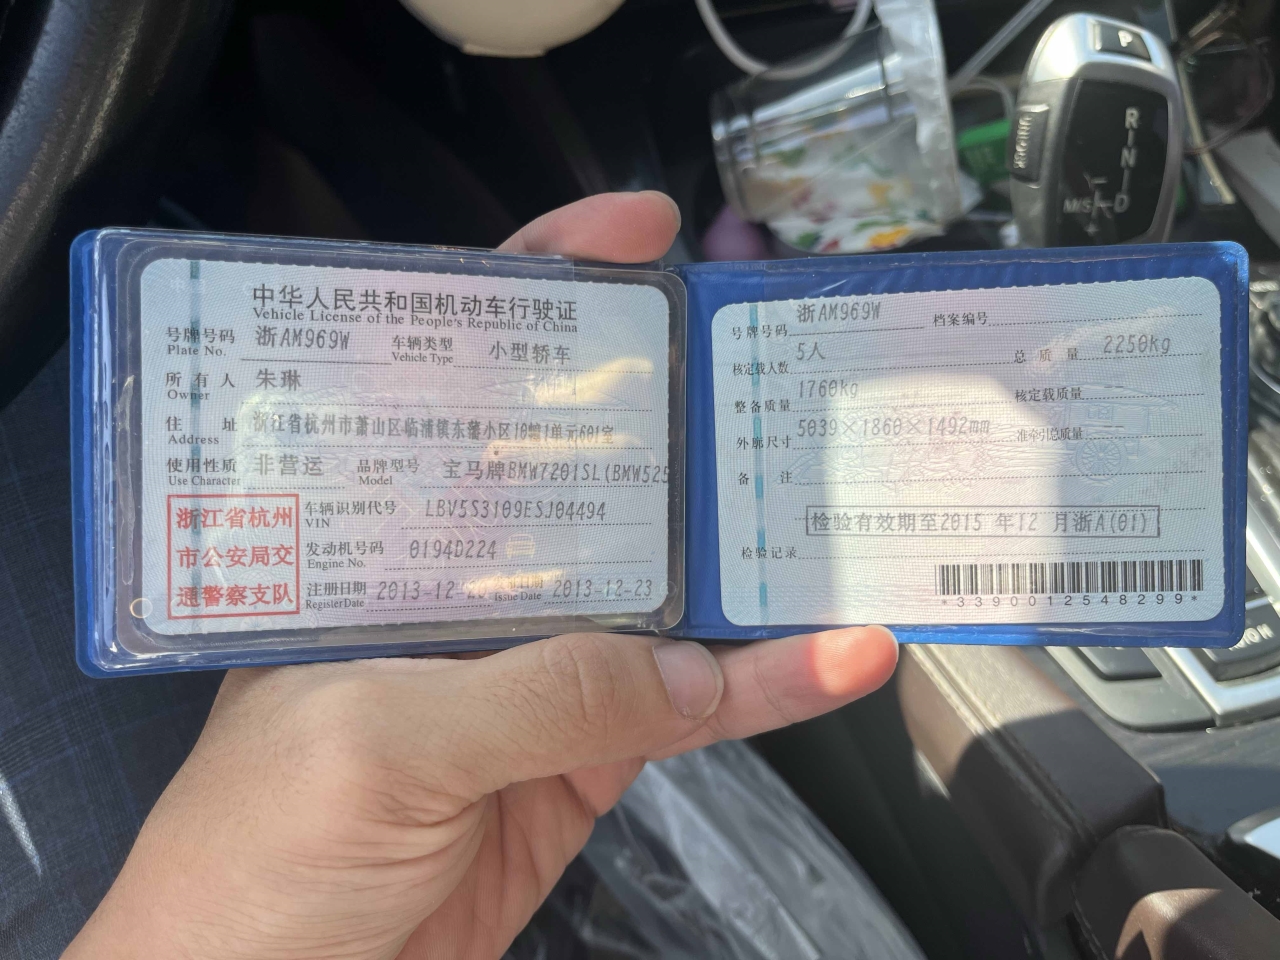 中华人民共和国机动车行驶证
Vehicle License of the People's Republic of China
号牌号码 浙AM969W 车辆类型 小型轿车
Plate No. Vehicle Type
所有人 朱琳
Owner
住址 浙江省杭州市萧山区临浦镇东藩小区10幢1单元601室
Address
使用性质 非营运 品牌型号 宝马牌BMW7201SL(BMW525
Use Character Model
浙江省杭州
市公安局交
通警察支队
车辆识别代号 LBV5S3109ESJ04494
VIN
发动机号码 0194D224
Engine No.
注册日期 2013-12- 日期 2013-12-23
Register Date Issue Date
号牌号码 浙AM969W 档案编号
核定载人数 5人 总质量 2250kg
整备质量 1760kg 核定载质量 --
外廓尺寸 5039×1860×1492mm 准牵引总质量 --
备注
检验有效期至2015 年12 月浙A(01)
检验记录
*3390012548299*
P
R
N
M/S D
+